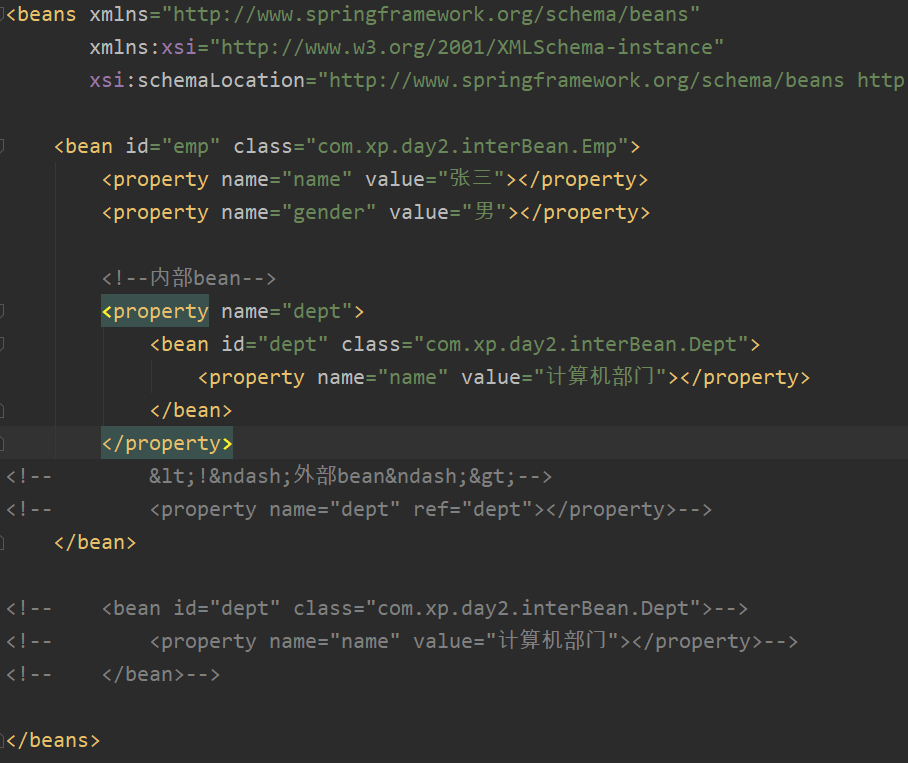 <beans xmlns="http://www.springframework.org/schema/beans"
xmlns:xsi="http://www.w3.org/2001/XMLSchema-instance"
xsi:schemaLocation="http://www.springframework.org/schema/beans http
<bean id="emp" class="com.xp.day2.interBean.Emp">
<property name="name" value="张三"></property>
<property name="gender" value="男"></property>
<!--内部bean-->
<property name="dept">
<bean id="dept" class="com.xp.day2.interBean.Dept">
<property name="name" value="计算机部门"></property>
</bean>
</property>
<!-- &lt;!&ndash;外部bean&ndash;&gt;-->
<!-- <property name="dept" ref="dept"></property>-->
</bean>
<!-- <bean id="dept" class="com.xp.day2.interBean.Dept">-->
<!-- <property name="name" value="计算机部门"></property>-->
<!-- </bean>-->
</beans>